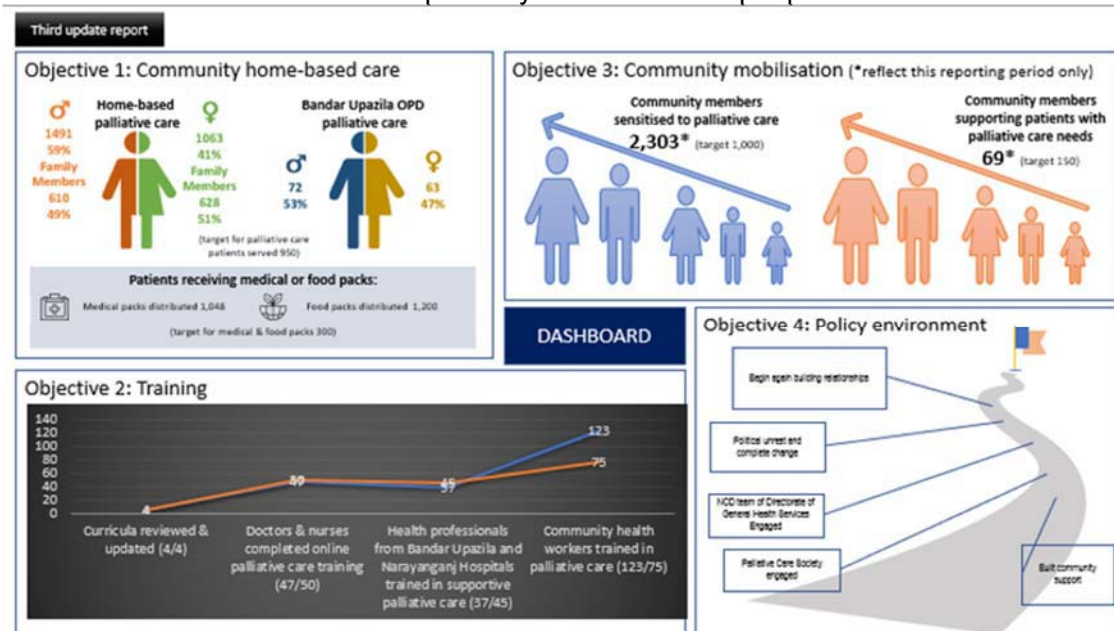 Third update report
Objective 1: Community home-based care
♂
1491
59%
Family
Members
610
49%
Home-based
palliative care
♀
1063
41%
Family
Members
628
51%
Bandar Upazila OPD
palliative care
♂
72
53%
♀
63
47%
(target for palliative care
patients served 950)
Patients receiving medical or food packs:
Medical packs distributed 1,048
Food packs distributed 1,200
(target for medical & food packs 300)
Objective 3: Community mobilisation (*reflect this reporting period only)
Community members
sensitised to palliative care
2,303* (target 1,000)
Community members
supporting patients with
palliative care needs
69* (target 150)
DASHBOARD
Objective 2: Training
140
120
100
80
60
40
20
0
4
45
37
123
75
Curricula reviewed &
updated (4/4)
Doctors & nurses
completed online
palliative care training
(47/50)
Health professionals
from Bandar Upazila and
Narayanganj Hospitals
trained in supportive
palliative care (37/45)
Community health
workers trained in
palliative care (123/75)
Objective 4: Policy environment
Begin again building relationships
Political unrest and
complete change
NCD team of Directorate of
General Health Services
Engaged
Palliative Care Society
engaged
Built community
support